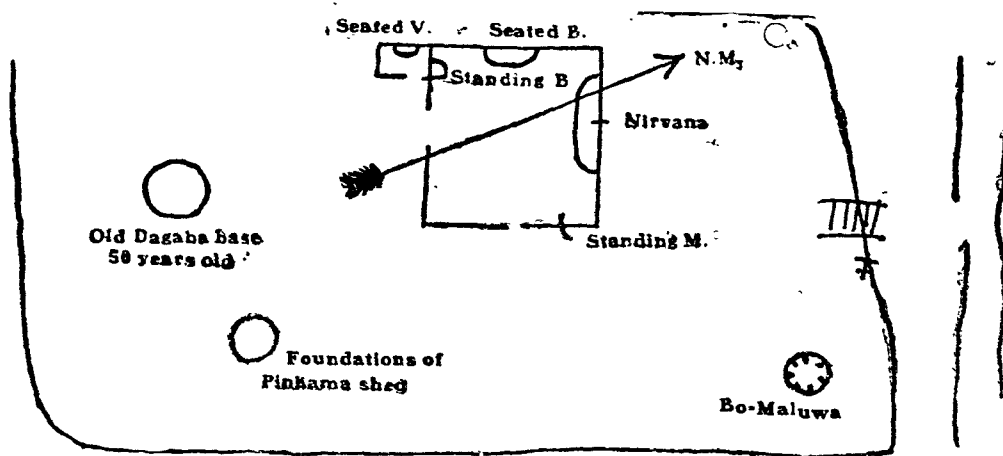 Seated V.
Seated B.
Standing B
N.M.
Nirvana
Standing M.
Old Dagaba base
50 years old
Foundations of
Pinkama shed
Bo-Maluwa